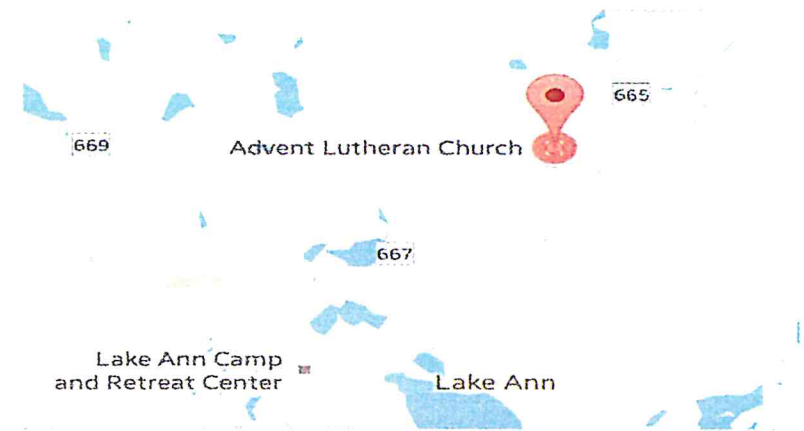 665
669
Advent Lutheran Church
667
Lake Ann Camp
and Retreat Center
Lake Ann